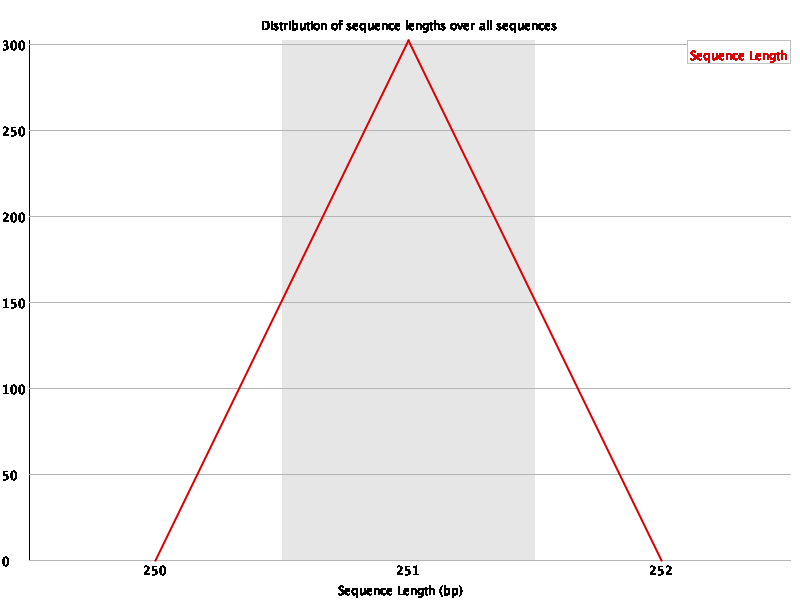 Distribution of sequence lengths over all sequences
Sequence Length
300
250
200
150
100
50
0
250 251 252
Sequence Length (bp)